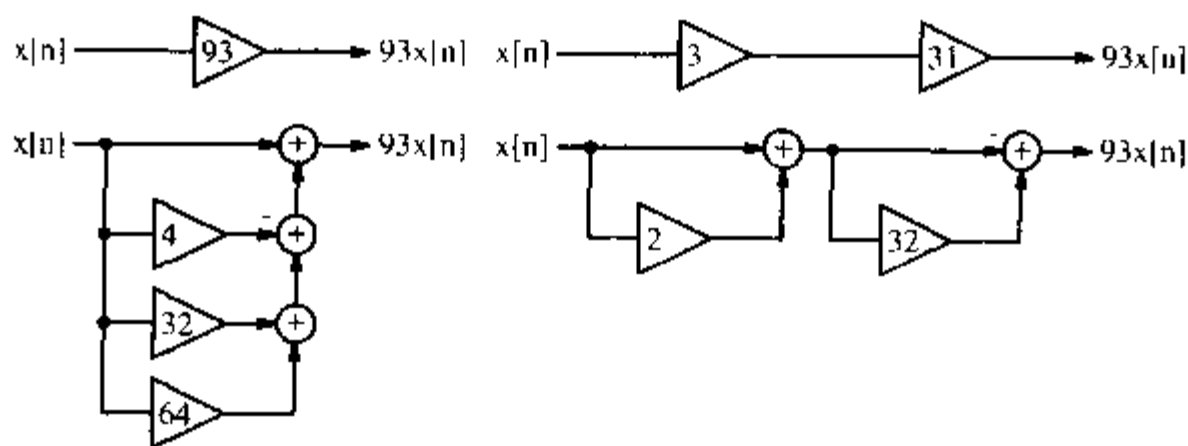 x[n] 93 93x[n] x[n] 3 31 93x[n]
x[n] + 93x[n] x[n] + - + 93x[n]
4 - + 2 32
32 +
64